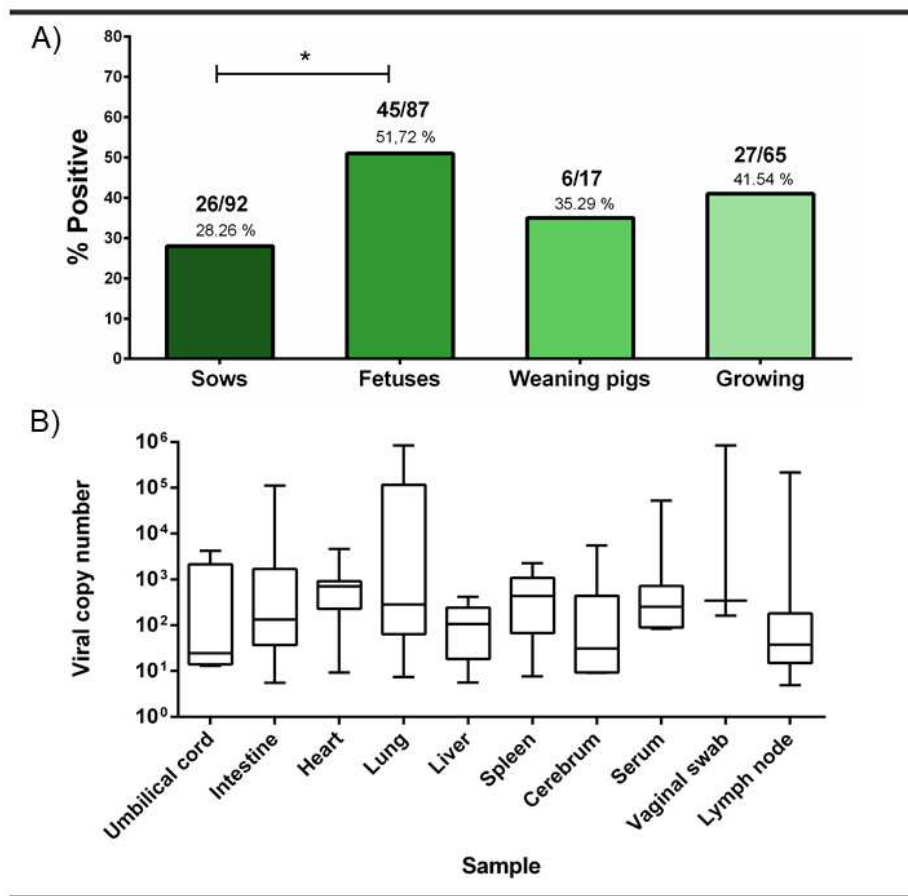 A)
80
70
60
50
40
30
20
10
0
% Positive
*
26/92
28.26 %
45/87
51,72 %
6/17
35.29 %
27/65
41.54 %
Sows Fetuses Weaning pigs Growing
B)
10⁶
10⁵
10⁴
10³
10²
10¹
10⁰
Viral copy number
Umbilical cord
Intestine
Heart
Lung
Liver
Spleen
Cerebrum
Serum
Vaginal swab
Lymph node
Sample